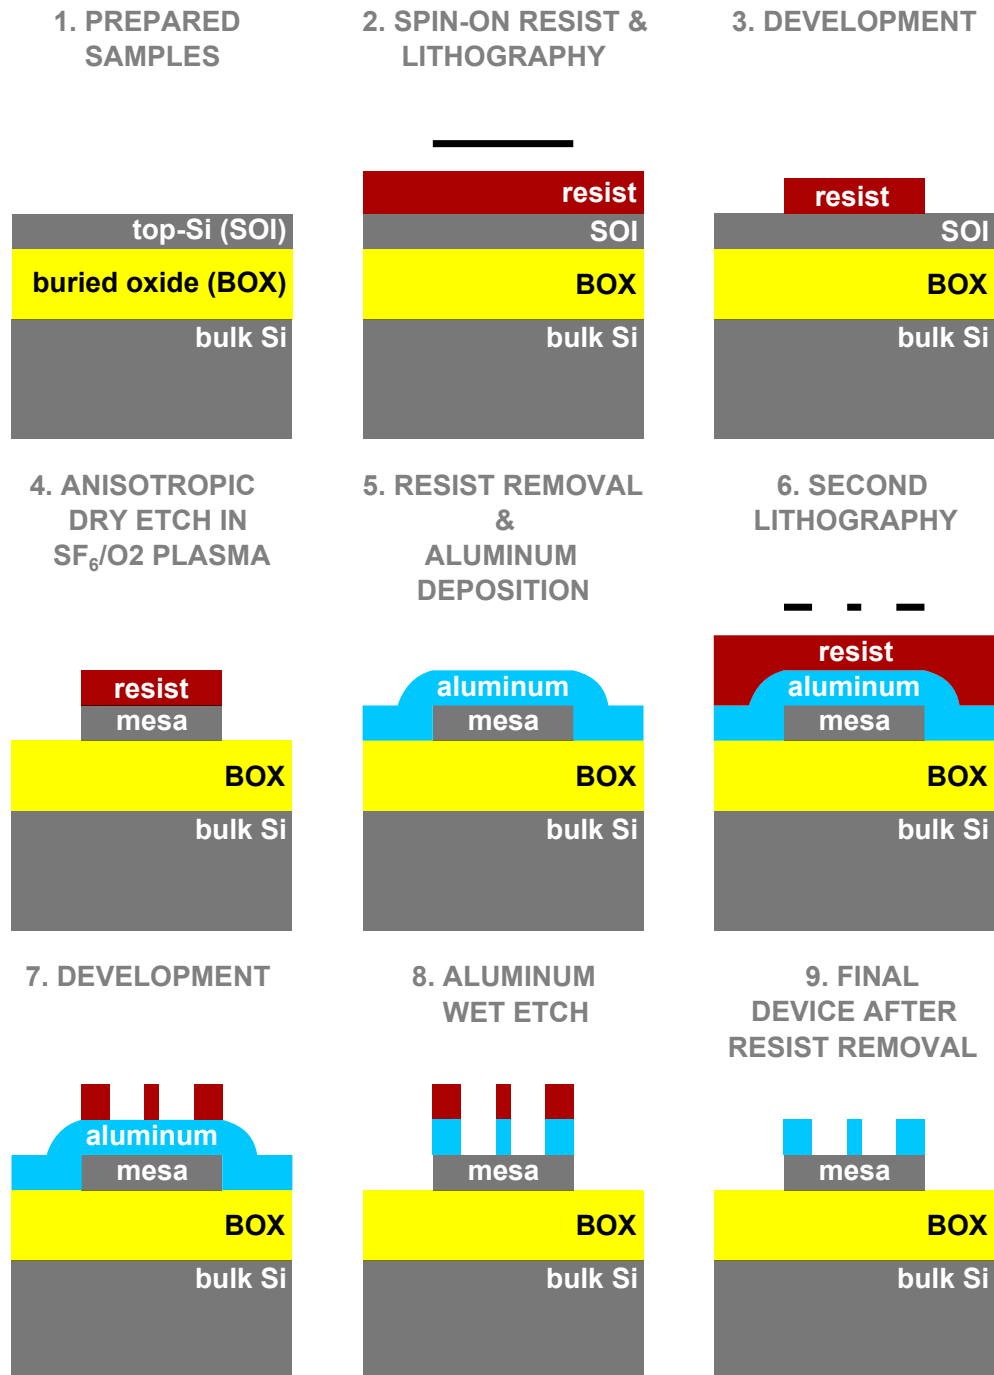 1. PREPARED
SAMPLES
2. SPIN-ON RESIST &
LITHOGRAPHY
3. DEVELOPMENT
top-Si (SOI)
buried oxide (BOX)
bulk Si
resist
SOI
BOX
bulk Si
resist
SOI
BOX
bulk Si
4. ANISOTROPIC
DRY ETCH IN
SF₆/O2 PLASMA
5. RESIST REMOVAL
&
ALUMINUM
DEPOSITION
6. SECOND
LITHOGRAPHY
resist
mesa
BOX
bulk Si
aluminum
mesa
BOX
bulk Si
resist
aluminum
mesa
BOX
bulk Si
7. DEVELOPMENT
8. ALUMINUM
WET ETCH
9. FINAL
DEVICE AFTER
RESIST REMOVAL
aluminum
mesa
BOX
bulk Si
mesa
BOX
bulk Si
mesa
BOX
bulk Si